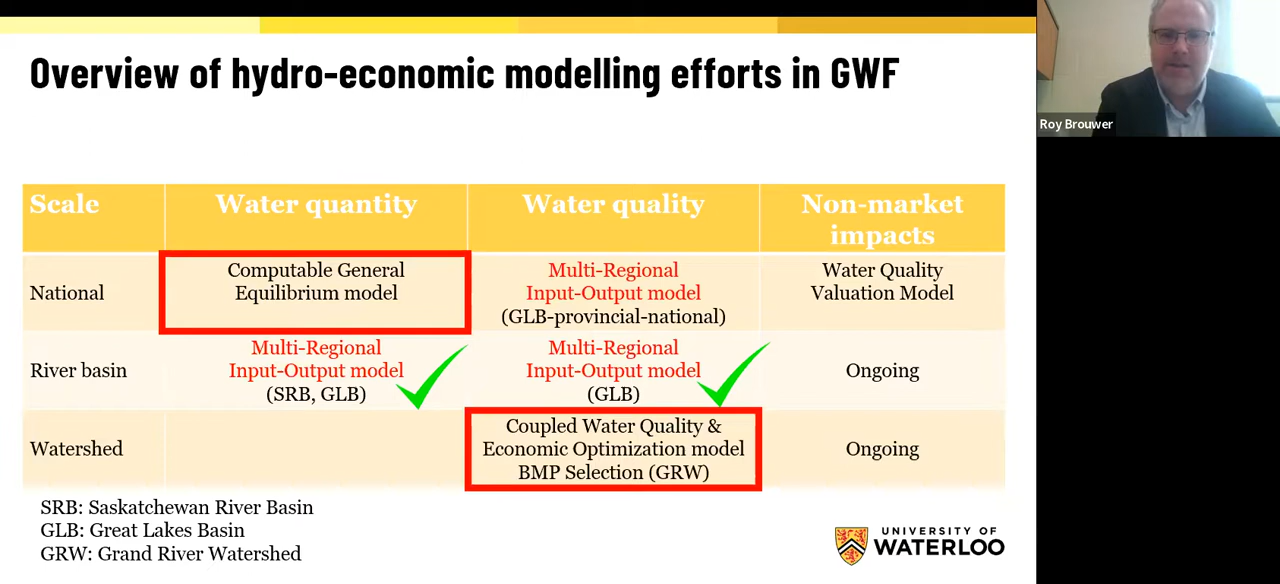 Overview of hydro-economic modelling efforts in GWF
Roy Brouwer
Scale
Water quantity
Water quality
Non-market
impacts
National
Computable General
Equilibrium model
Multi-Regional
Input-Output model
(GLB-provincial-national)
Water Quality
Valuation Model
River basin
Multi-Regional
Input-Output model
(SRB, GLB)
Multi-Regional
Input-Output model
(GLB)
Ongoing
Watershed
Coupled Water Quality &
Economic Optimization model
BMP Selection (GRW)
Ongoing
SRB: Saskatchewan River Basin
GLB: Great Lakes Basin
GRW: Grand River Watershed
UNIVERSITY OF
WATERLOO